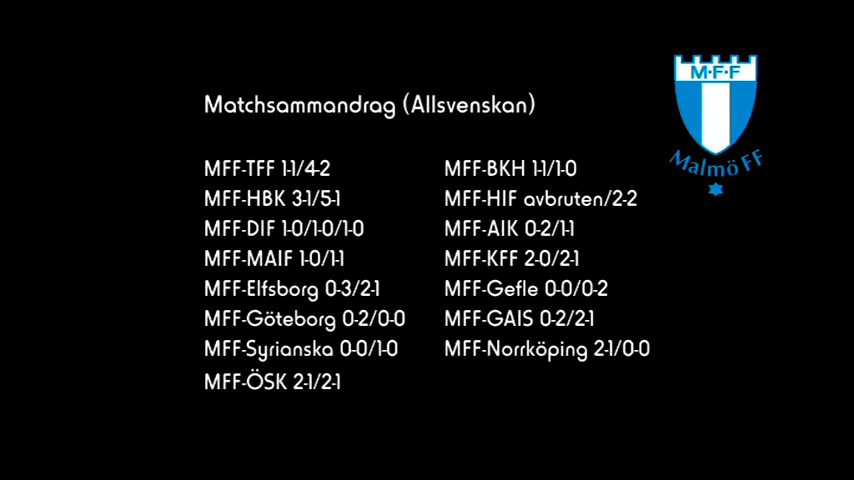 Matchsammandrag (Allsvenskan)
MFF-TFF 1-1/4-2
MFF-HBK 3-1/5-1
MFF-DIF 1-0/1-0/1-0
MFF-MAIF 1-0/1-1
MFF-Elfsborg 0-3/2-1
MFF-Göteborg 0-2/0-0
MFF-Syrianska 0-0/1-0
MFF-ÖSK 2-1/2-1
MFF-BKH 1-1/1-0
MFF-HIF avbruten/2-2
MFF-AIK 0-2/1-1
MFF-KFF 2-0/2-1
MFF-Gefle 0-0/0-2
MFF-GAIS 0-2/2-1
MFF-Norrköping 2-1/0-0
M·F·F
Malmö FF